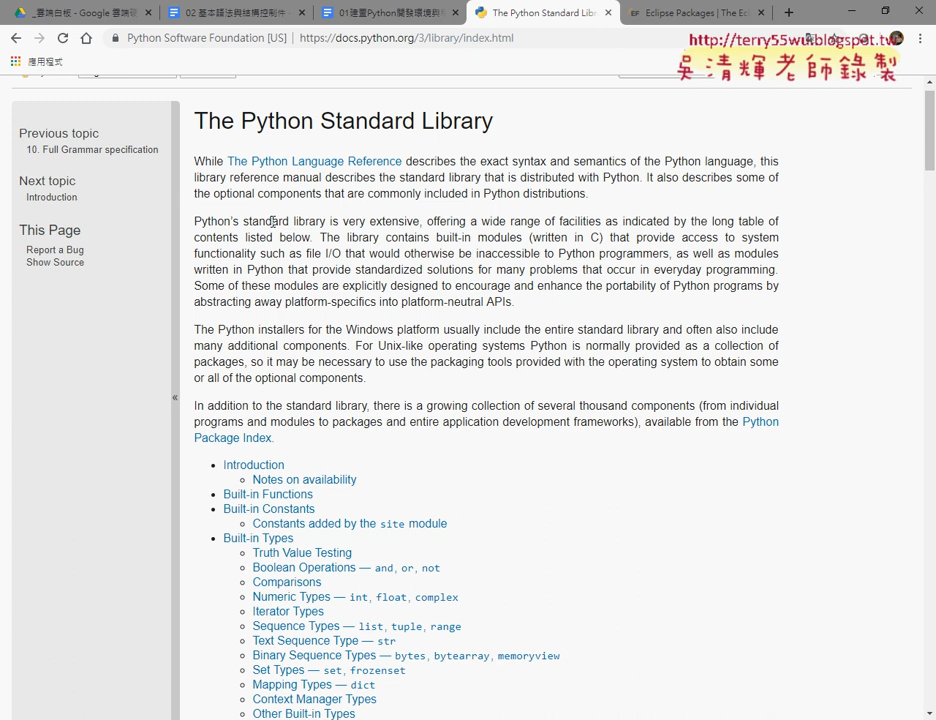 _雲端白板 - Google 雲端硬
02 基本語法與結構控制件 -
01建置Python開發環境與
The Python Standard Libr
Eclipse Packages | The Ecl
Python Software Foundation [US] | https://docs.python.org/3/library/index.html
http://terry55wu.blogspot.tw
應用程式
吳清輝老師錄製
Previous topic
10. Full Grammar specification
Next topic
Introduction
This Page
Report a Bug
Show Source
«
The Python Standard Library
While The Python Language Reference describes the exact syntax and semantics of the Python language, this
library reference manual describes the standard library that is distributed with Python. It also describes some of
the optional components that are commonly included in Python distributions.
Python's standard library is very extensive, offering a wide range of facilities as indicated by the long table of
contents listed below. The library contains built-in modules (written in C) that provide access to system
functionality such as file I/O that would otherwise be inaccessible to Python programmers, as well as modules
written in Python that provide standardized solutions for many problems that occur in everyday programming.
Some of these modules are explicitly designed to encourage and enhance the portability of Python programs by
abstracting away platform-specifics into platform-neutral APIs.
The Python installers for the Windows platform usually include the entire standard library and often also include
many additional components. For Unix-like operating systems Python is normally provided as a collection of
packages, so it may be necessary to use the packaging tools provided with the operating system to obtain some
or all of the optional components.
In addition to the standard library, there is a growing collection of several thousand components (from individual
programs and modules to packages and entire application development frameworks), available from the Python
Package Index.
Introduction
Notes on availability
Built-in Functions
Built-in Constants
Constants added by the site module
Built-in Types
Truth Value Testing
Boolean Operations — and, or, not
Comparisons
Numeric Types — int, float, complex
Iterator Types
Sequence Types — list, tuple, range
Text Sequence Type — str
Binary Sequence Types — bytes, bytearray, memoryview
Set Types — set, frozenset
Mapping Types — dict
Context Manager Types
Other Built-in Types